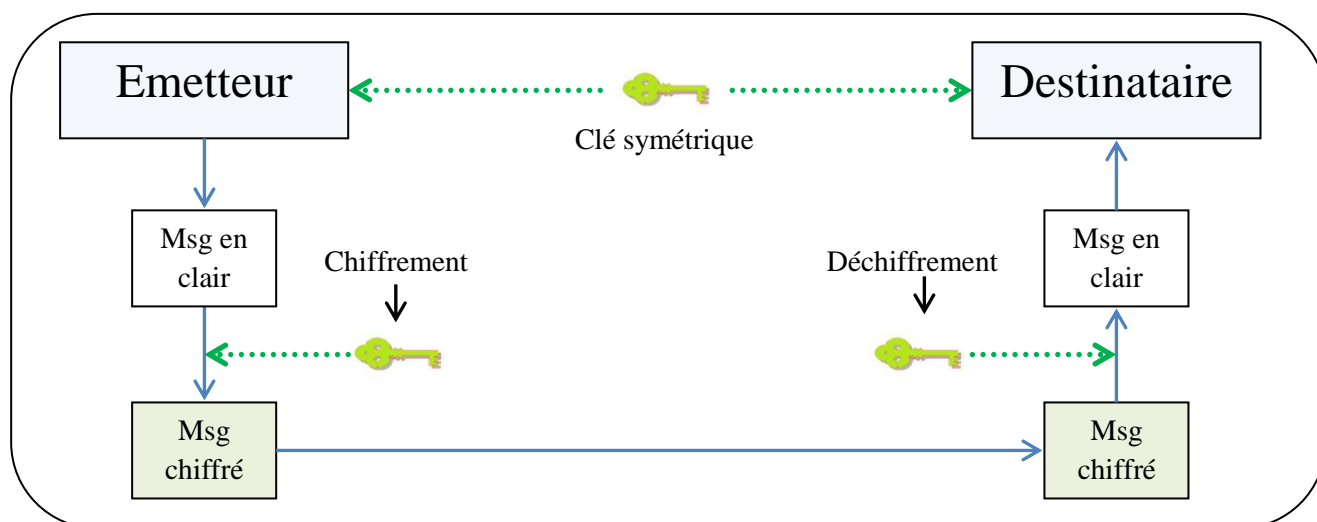 Emetteur
Destinataire
Clé symétrique
Msg en
clair
Chiffrement
Déchiffrement
Msg en
clair
Msg
chiffré
Msg
chiffré